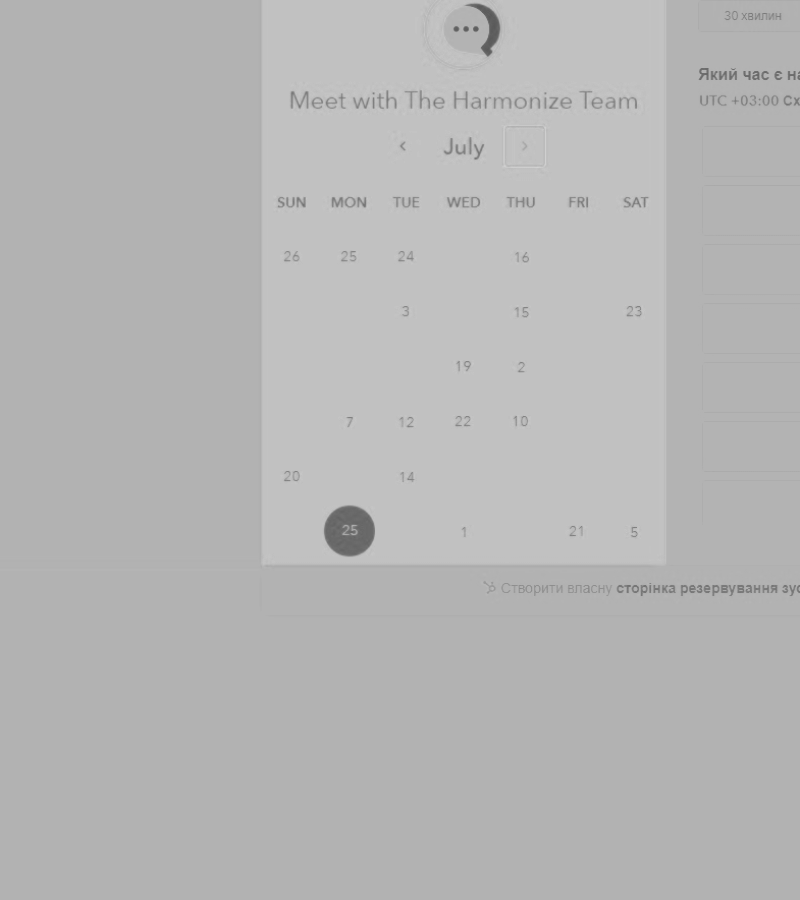 30 хвилин
Який час є на
UTC +03:00 Сх
Meet with The Harmonize Team
July
SUN MON TUE WED THU FRI SAT
26 25 24 16
3 15 23
19 2
7 12 22 10
20 14
25 1 21 5
Створити власну сторінка резервування зус